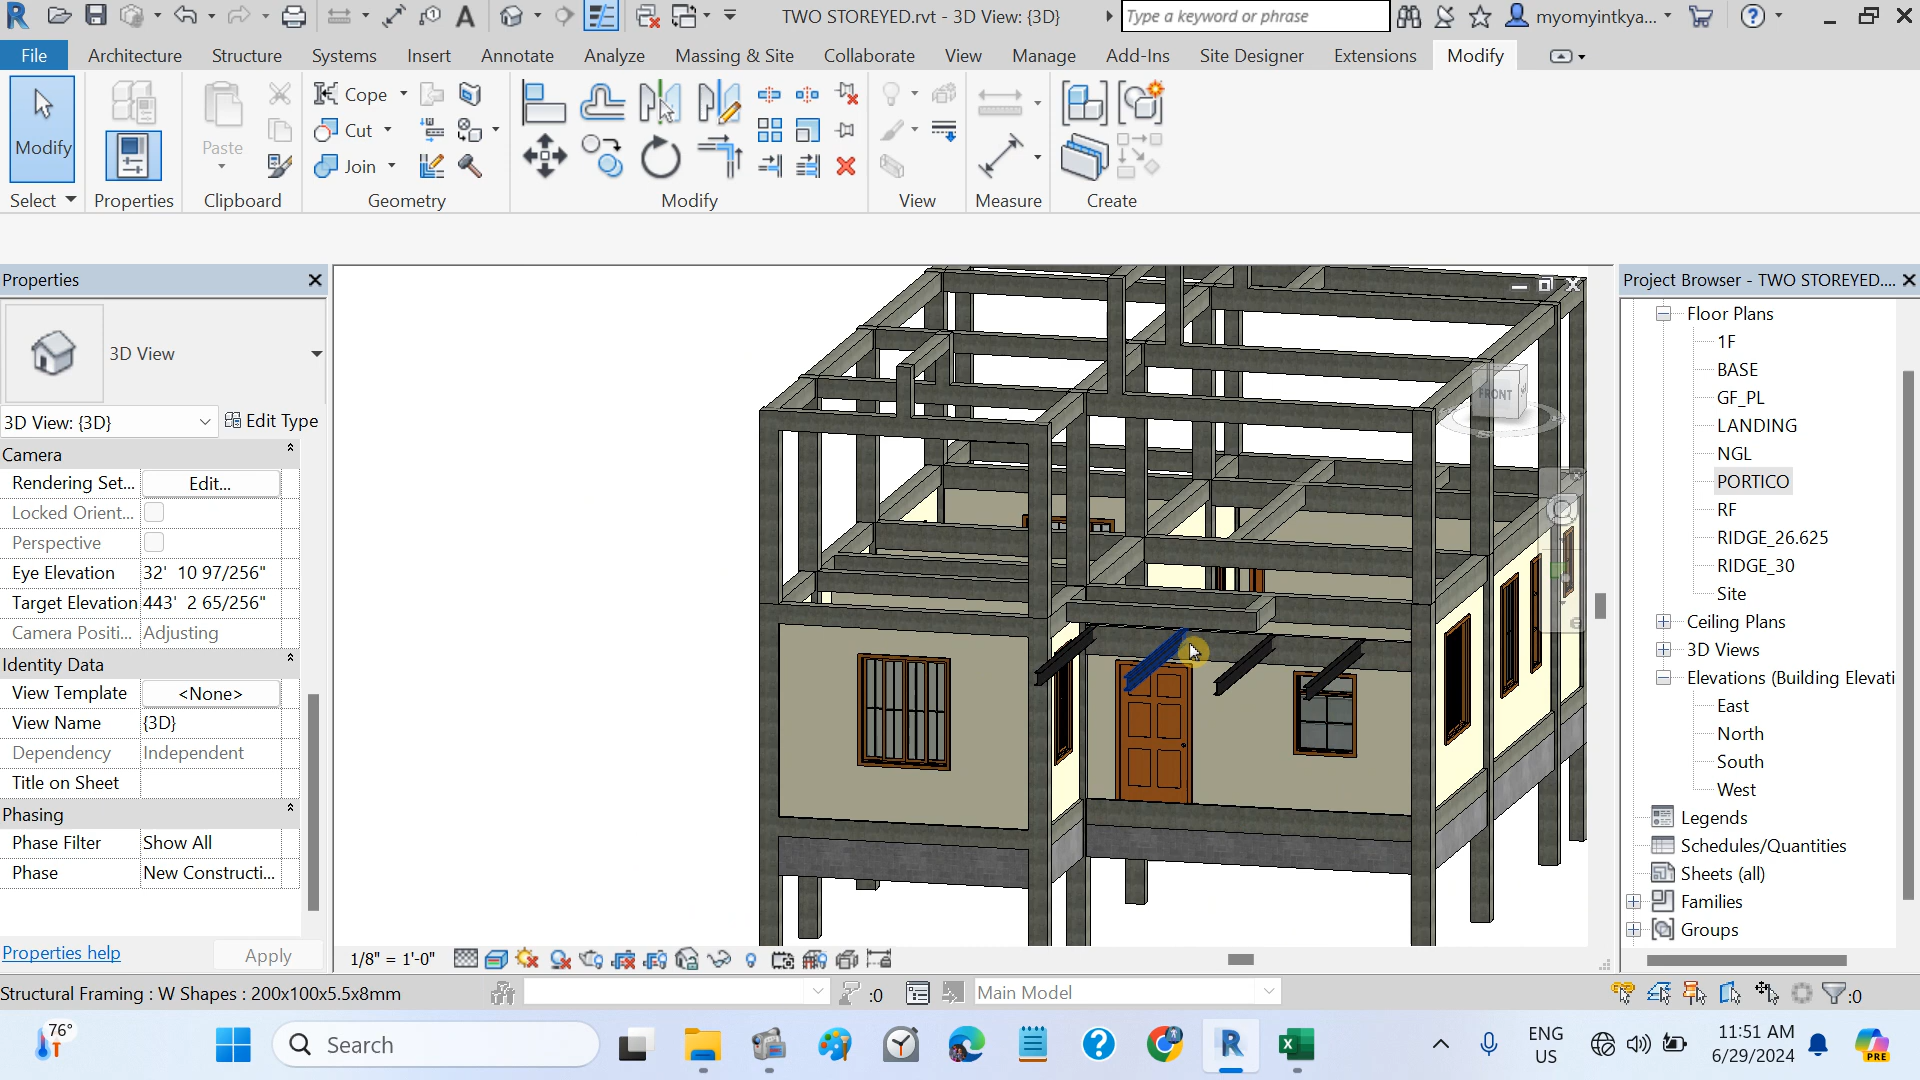 TWO STOREYED.rvt - 3D View: {3D}
Type a keyword or phrase
myomyintkya...
File
Architecture
Structure
Systems
Insert
Annotate
Analyze
Massing & Site
Collaborate
View
Manage
Add-Ins
Site Designer
Extensions
Modify
Modify
Paste
Cope
Cut
Join
Select
Properties
Clipboard
Geometry
Modify
View
Measure
Create
Properties
3D View
3D View: {3D}
Edit Type
Camera
Rendering Set...
Edit...
Locked Orient...
Perspective
Eye Elevation
32' 10 97/256"
Target Elevation
443' 2 65/256"
Camera Positi...
Adjusting
Identity Data
View Template
<None>
View Name
{3D}
Dependency
Independent
Title on Sheet
Phasing
Phase Filter
Show All
Phase
New Constructi...
Properties help
Apply
FRONT
Project Browser - TWO STOREYED....
Floor Plans
1F
BASE
GF_PL
LANDING
NGL
PORTICO
RF
RIDGE_26.625
RIDGE_30
Site
Ceiling Plans
3D Views
Elevations (Building Elevati
East
North
South
West
Legends
Schedules/Quantities
Sheets (all)
Families
Groups
1/8" = 1'-0"
Structural Framing : W Shapes : 200x100x5.5x8mm
:0
Main Model
:0
76°
Search
ENG
US
11:51 AM
6/29/2024
PRE